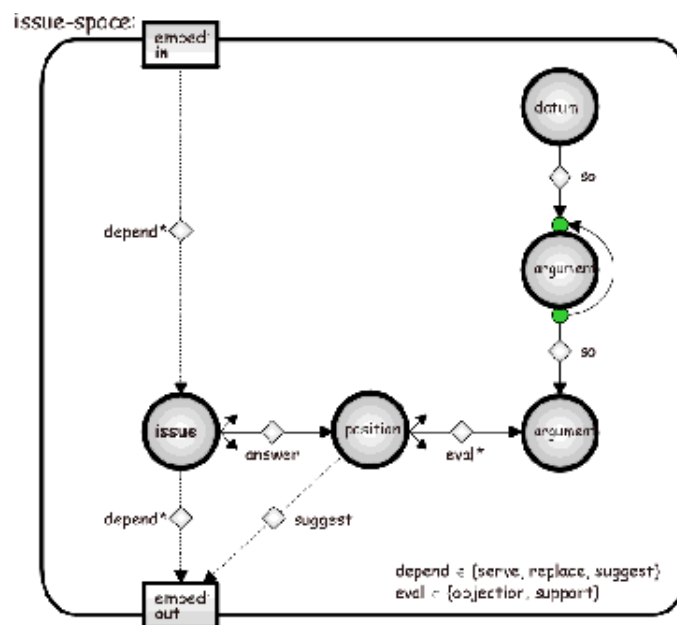 issue-space:
embed:
in
datum
so
depend*
argument
so
issue
position
argument
answer
eval*
depend*
suggest
embed:
out
depend ∈ {serve, replace, suggest}
eval ∈ {objection, support}